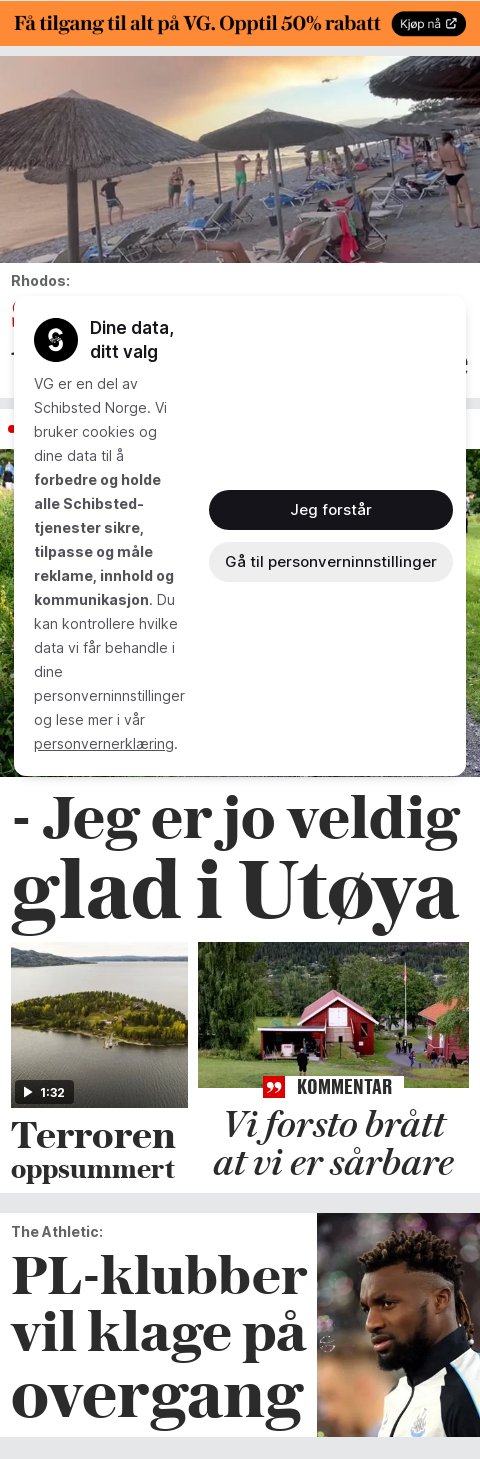 Få tilgang til alt på VG. Opptil 50% rabatt
Kjøp nå
Rhodos:
Dine data,
ditt valg
VG er en del av
Schibsted Norge. Vi
bruker cookies og
dine data til å
forbedre og holde
alle Schibsted-
tjenester sikre,
tilpasse og måle
reklame, innhold og
kommunikasjon. Du
kan kontrollere hvilke
data vi får behandle i
dine
personverninnstillinger
og lese mer i vår
personvernerklæring.
Jeg forstår
Gå til personverninnstillinger
- Jeg er jo veldig
glad i Utøya
1:32
Terroren
oppsummert
KOMMENTAR
Vi forsto brått
at vi er sårbare
The Athletic:
PL-klubber
vil klage på
overgang